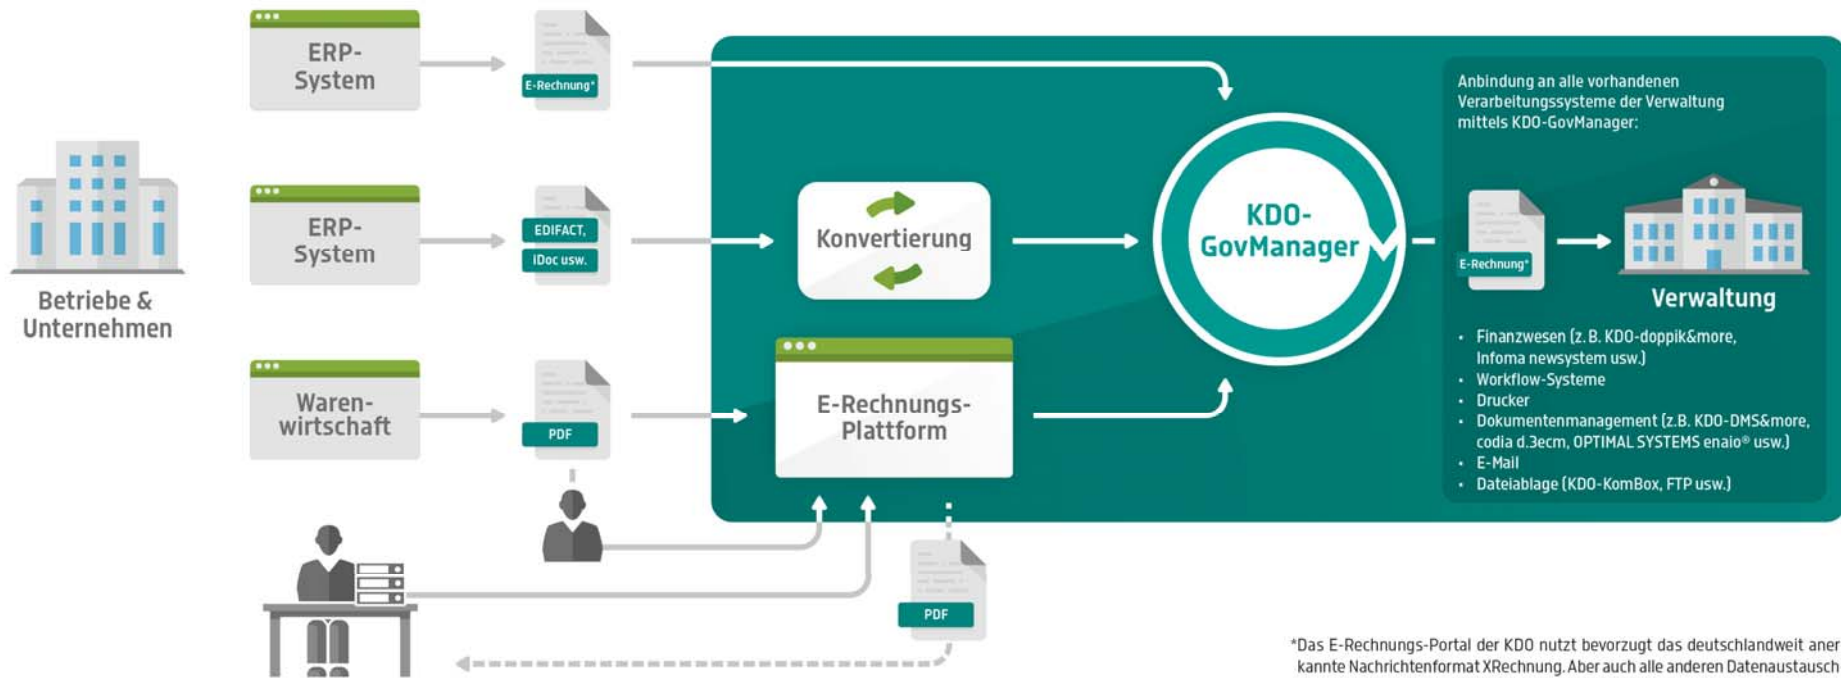 ERP-
System
E-Rechnung*
Betriebe &
Unternehmen
ERP-
System
EDIFACT,
iDoc usw.
Waren-
wirtschaft
PDF
Konvertierung
E-Rechnungs-
Plattform
PDF
KDO-
GovManager
Anbindung an alle vorhandenen
Verarbeitungssysteme der Verwaltung
mittels KDO-GovManager:
E-Rechnung*
Verwaltung
• Finanzwesen (z. B. KDO-doppik&more,
Infoma newsystem usw.)
• Workflow-Systeme
• Drucker
• Dokumentenmanagement (z.B. KDO-DMS&more,
codia d.3ecm, OPTIMAL SYSTEMS enaio® usw.)
• E-Mail
• Dateiablage (KDO-KomBox, FTP usw.)
*Das E-Rechnungs-Portal der KDO nutzt bevorzugt das deutschlandweit aner
kannte Nachrichtenformat XRechnung. Aber auch alle anderen Datenaustausch